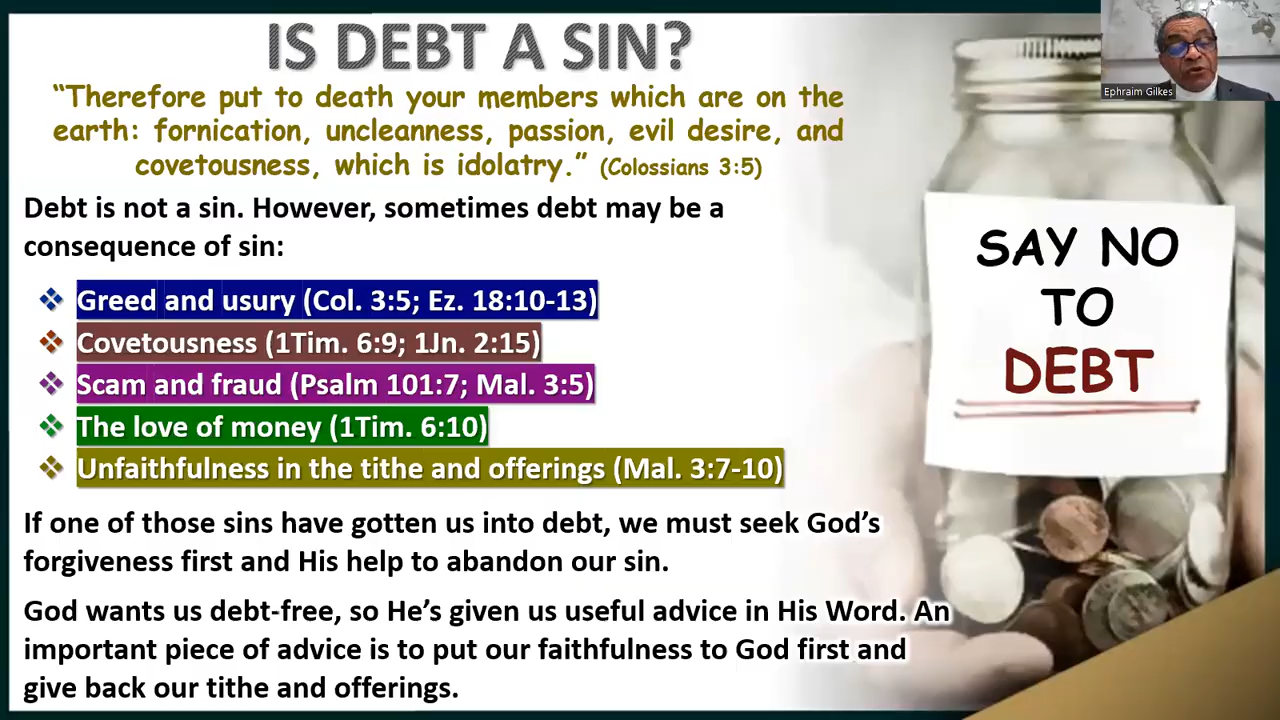 IS DEBT A SIN?
“Therefore put to death your members which are on the
earth: fornication, uncleanness, passion, evil desire, and
covetousness, which is idolatry.” (Colossians 3:5)
Debt is not a sin. However, sometimes debt may be a
consequence of sin:
Greed and usury (Col. 3:5; Ez. 18:10-13)
Covetousness (1Tim. 6:9; 1Jn. 2:15)
Scam and fraud (Psalm 101:7; Mal. 3:5)
The love of money (1Tim. 6:10)
Unfaithfulness in the tithe and offerings (Mal. 3:7-10)
If one of those sins have gotten us into debt, we must seek God’s
forgiveness first and His help to abandon our sin.
God wants us debt-free, so He’s given us useful advice in His Word. An
important piece of advice is to put our faithfulness to God first and
give back our tithe and offerings.
SAY NO
TO
DEBT
Ephraim Gilkes